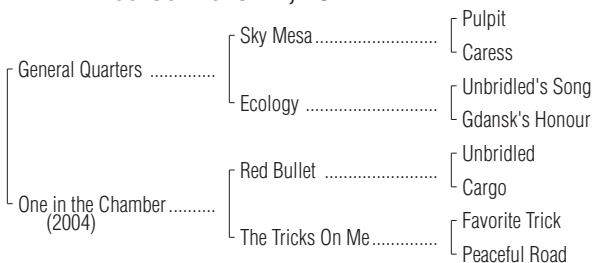 Pulpit
Sky Mesa
Caress
General Quarters
Unbridled's Song
Ecology
Gdansk's Honour
Unbridled
Red Bullet
Cargo
One in the Chamber
(2004)
Favorite Trick
The Tricks On Me
Peaceful Road